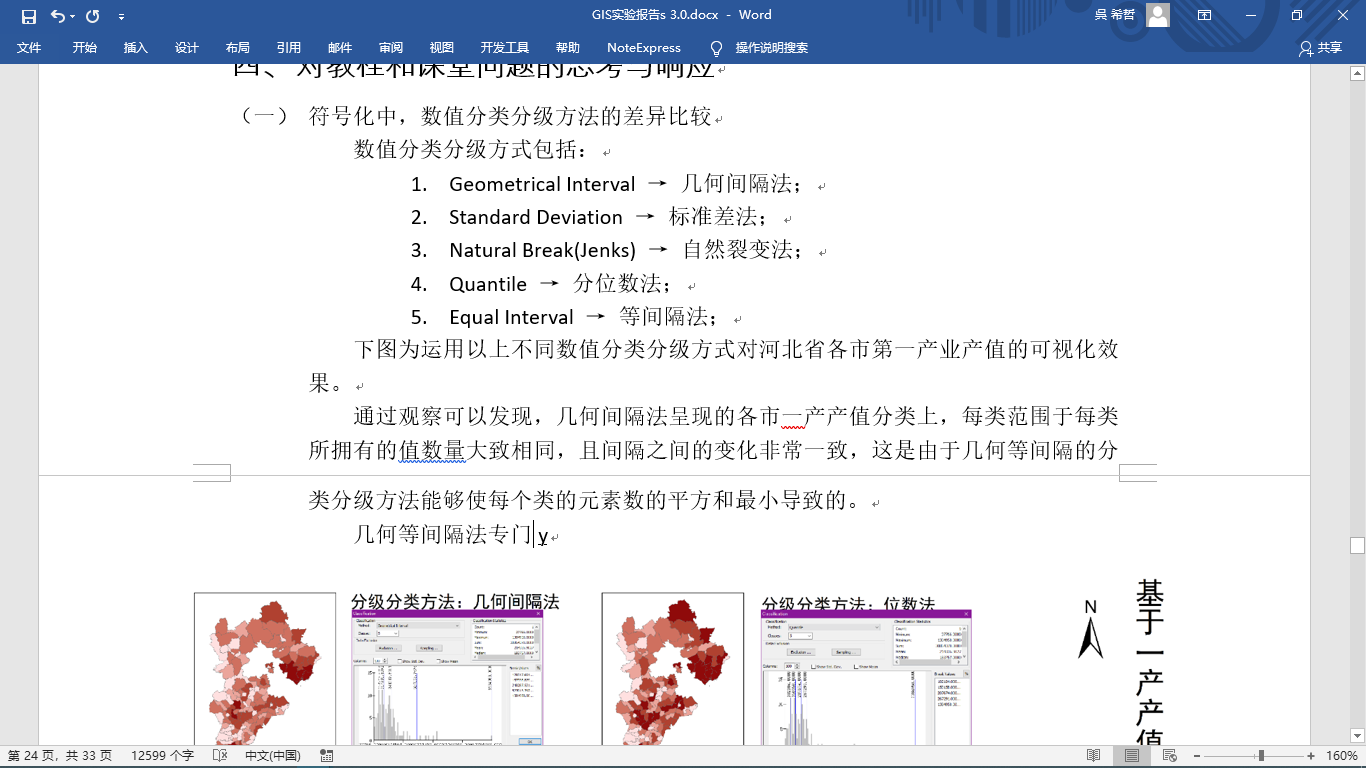 GIS实验报告s 3.0.docx - Word
吳 希哲
文件 开始 插入 设计 布局 引用 邮件 审阅 视图 开发工具 帮助 NoteExpress 操作说明搜索 共享
四、对教程和课堂问题的思考与响应
（一） 符号化中，数值分类分级方法的差异比较
数值分类分级方式包括：
1. Geometrical Interval → 几何间隔法；
2. Standard Deviation → 标准差法；
3. Natural Break(Jenks) → 自然裂变法；
4. Quantile → 分位数法；
5. Equal Interval → 等间隔法；
下图为运用以上不同数值分类分级方式对河北省各市第一产业产值的可视化效
果。
通过观察可以发现，几何间隔法呈现的各市一产产值分类上，每类范围于每类
所拥有的值数量大致相同，且间隔之间的变化非常一致，这是由于几何等间隔的分
类分级方法能够使每个类的元素数的平方和最小导致的。
几何等间隔法专门y
分级分类方法：几何间隔法
分级分类方法：位数法
N
基于一产产值
第 24 页，共 33 页 12599 个字 中文(中国) 160%